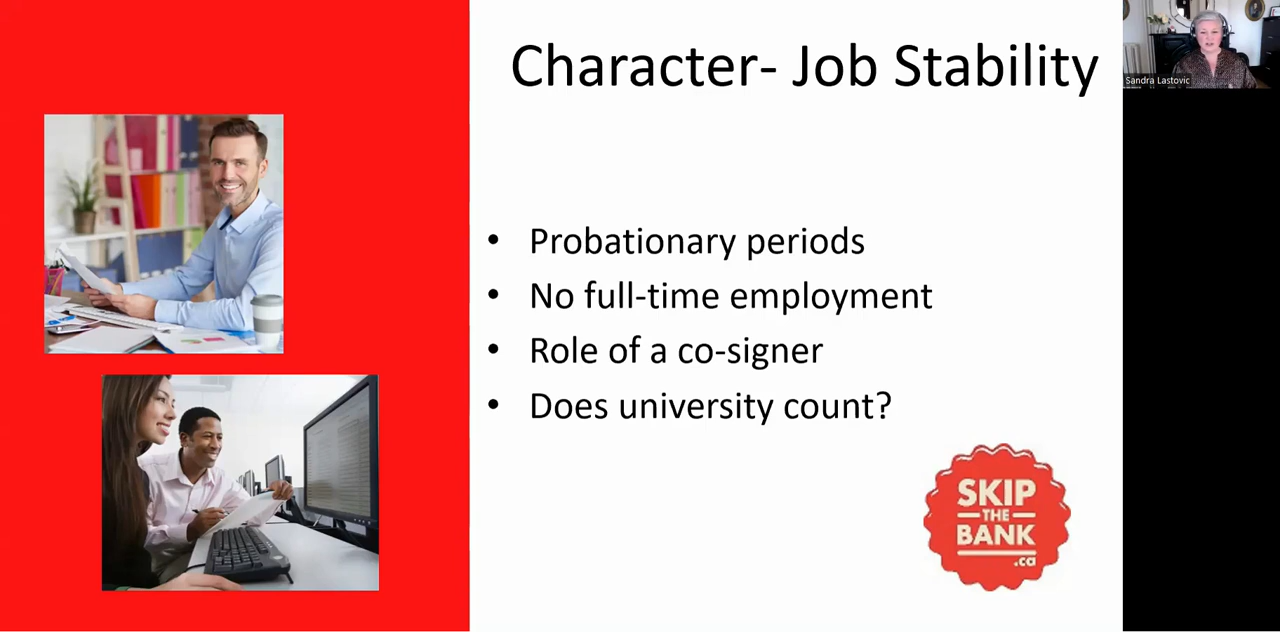 Character- Job Stability
Sandra Lastovic
• Probationary periods
• No full-time employment
• Role of a co-signer
• Does university count?
SKIP
THE
BANK
.ca